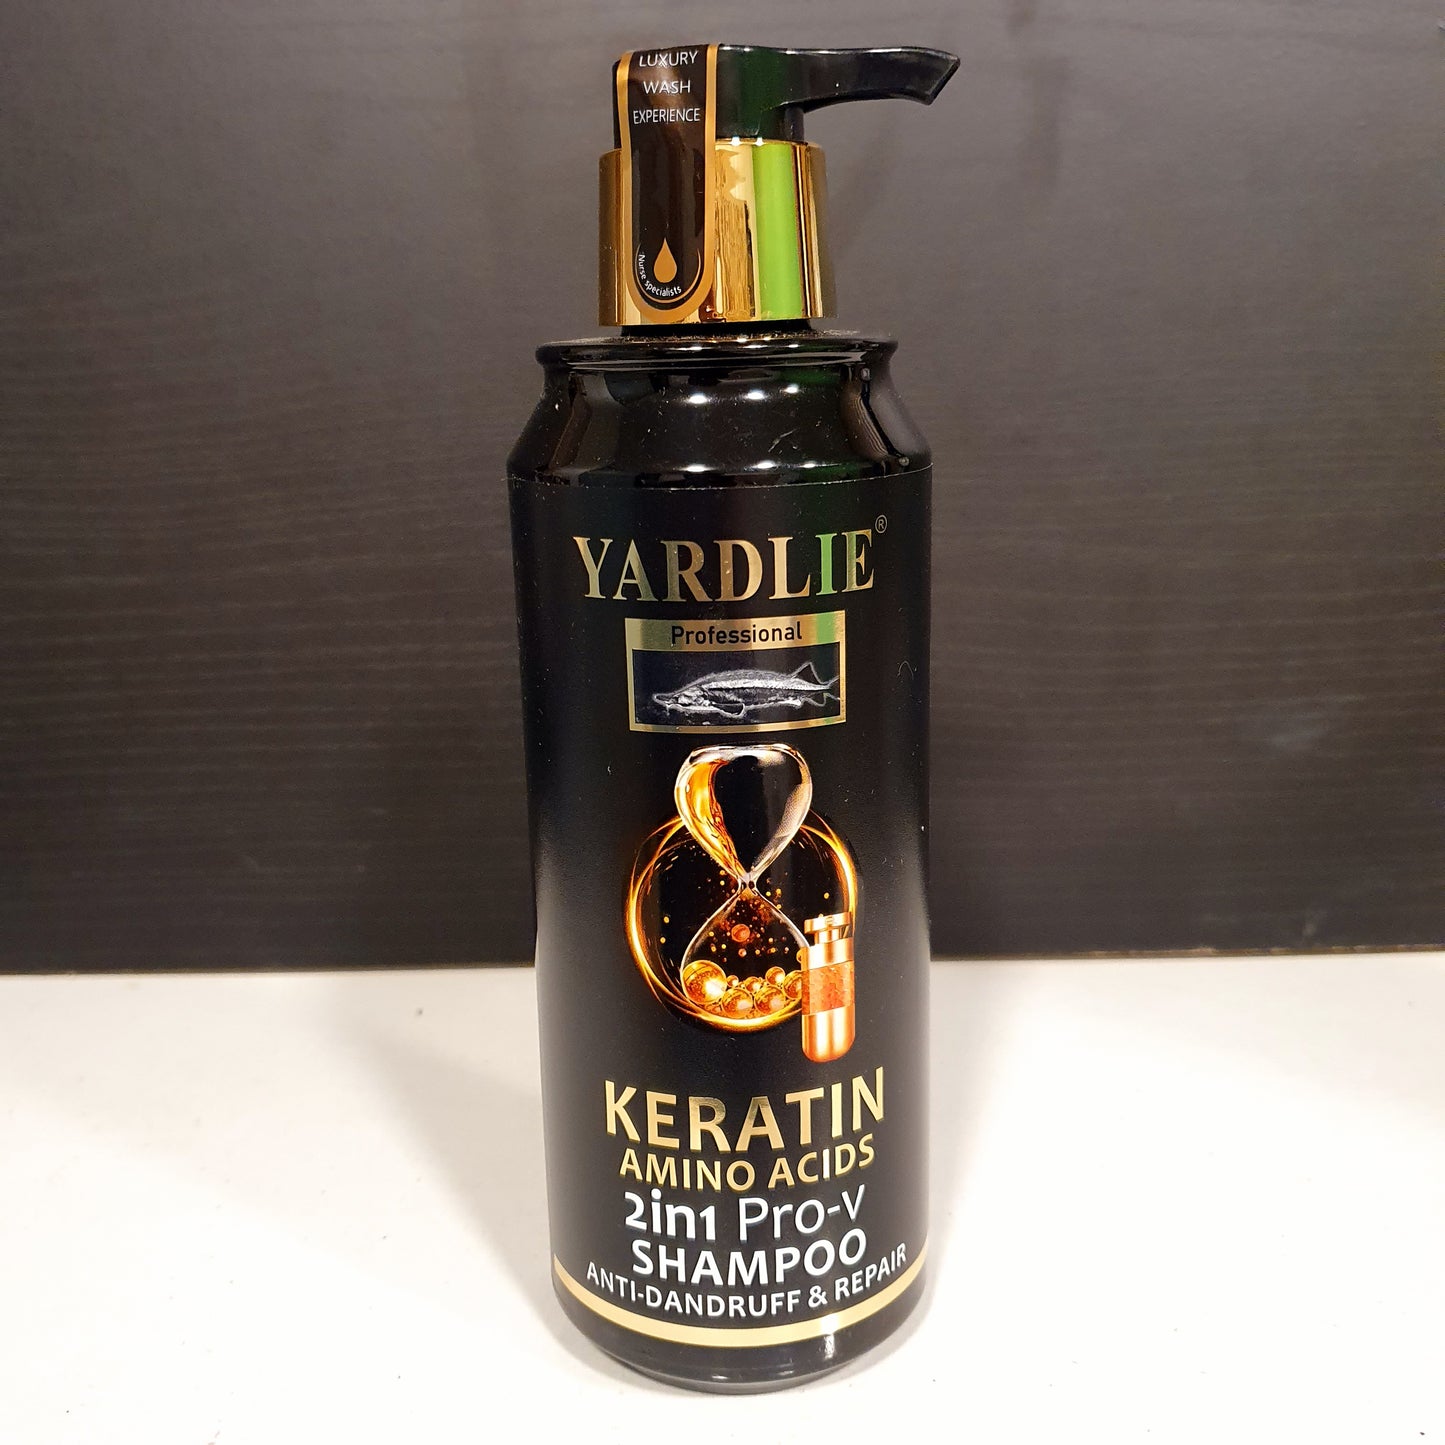 LUXURY
WASH
EXPERIENCE
Nurse specialists
YARDLIE®
Professional
KERATIN
AMINO ACIDS
2in1 Pro-v
SHAMPOO
ANTI-DANDRUFF & REPAIR